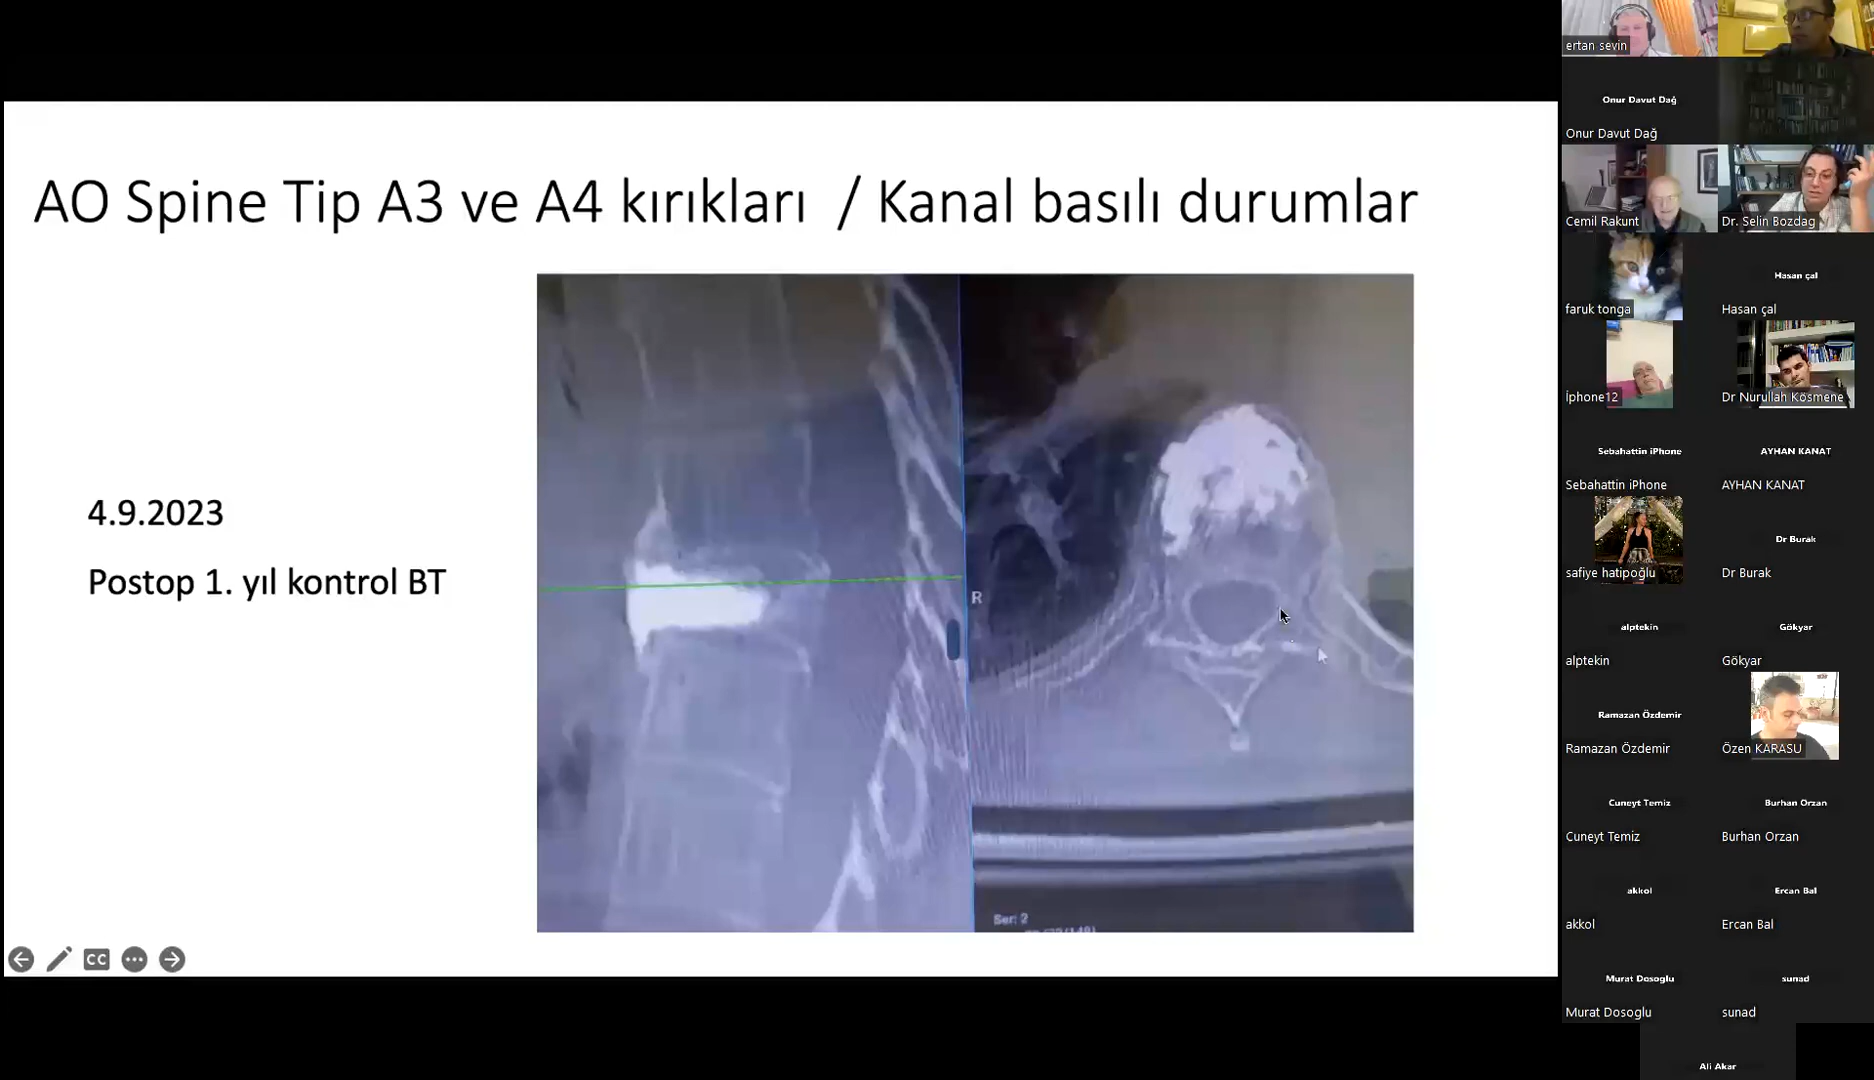 AO Spine Tip A3 ve A4 kırıkları / Kanal basılı durumlar
4.9.2023
Postop 1. yıl kontrol BT
R
Ser: 2
CC
ertan sevin
Onur Davut Dağ
Onur Davut Dağ
Cemil Rakunt
Dr. Selin Bozdag
faruk tonga
Hasan çal
Hasan çal
İphone12
Dr Nurullah Kösmene
Sebahattin iPhone
Sebahattin iPhone
AYHAN KANAT
AYHAN KANAT
safiye hatipoğlu
Dr Burak
Dr Burak
alptekin
alptekin
Gökyar
Gökyar
Ramazan Özdemir
Ramazan Özdemir
Özen KARASU
Cuneyt Temiz
Cuneyt Temiz
Burhan Orzan
Burhan Orzan
akkol
akkol
Ercan Bal
Ercan Bal
Murat Dosoglu
Murat Dosoglu
sunad
sunad
Ali Akar